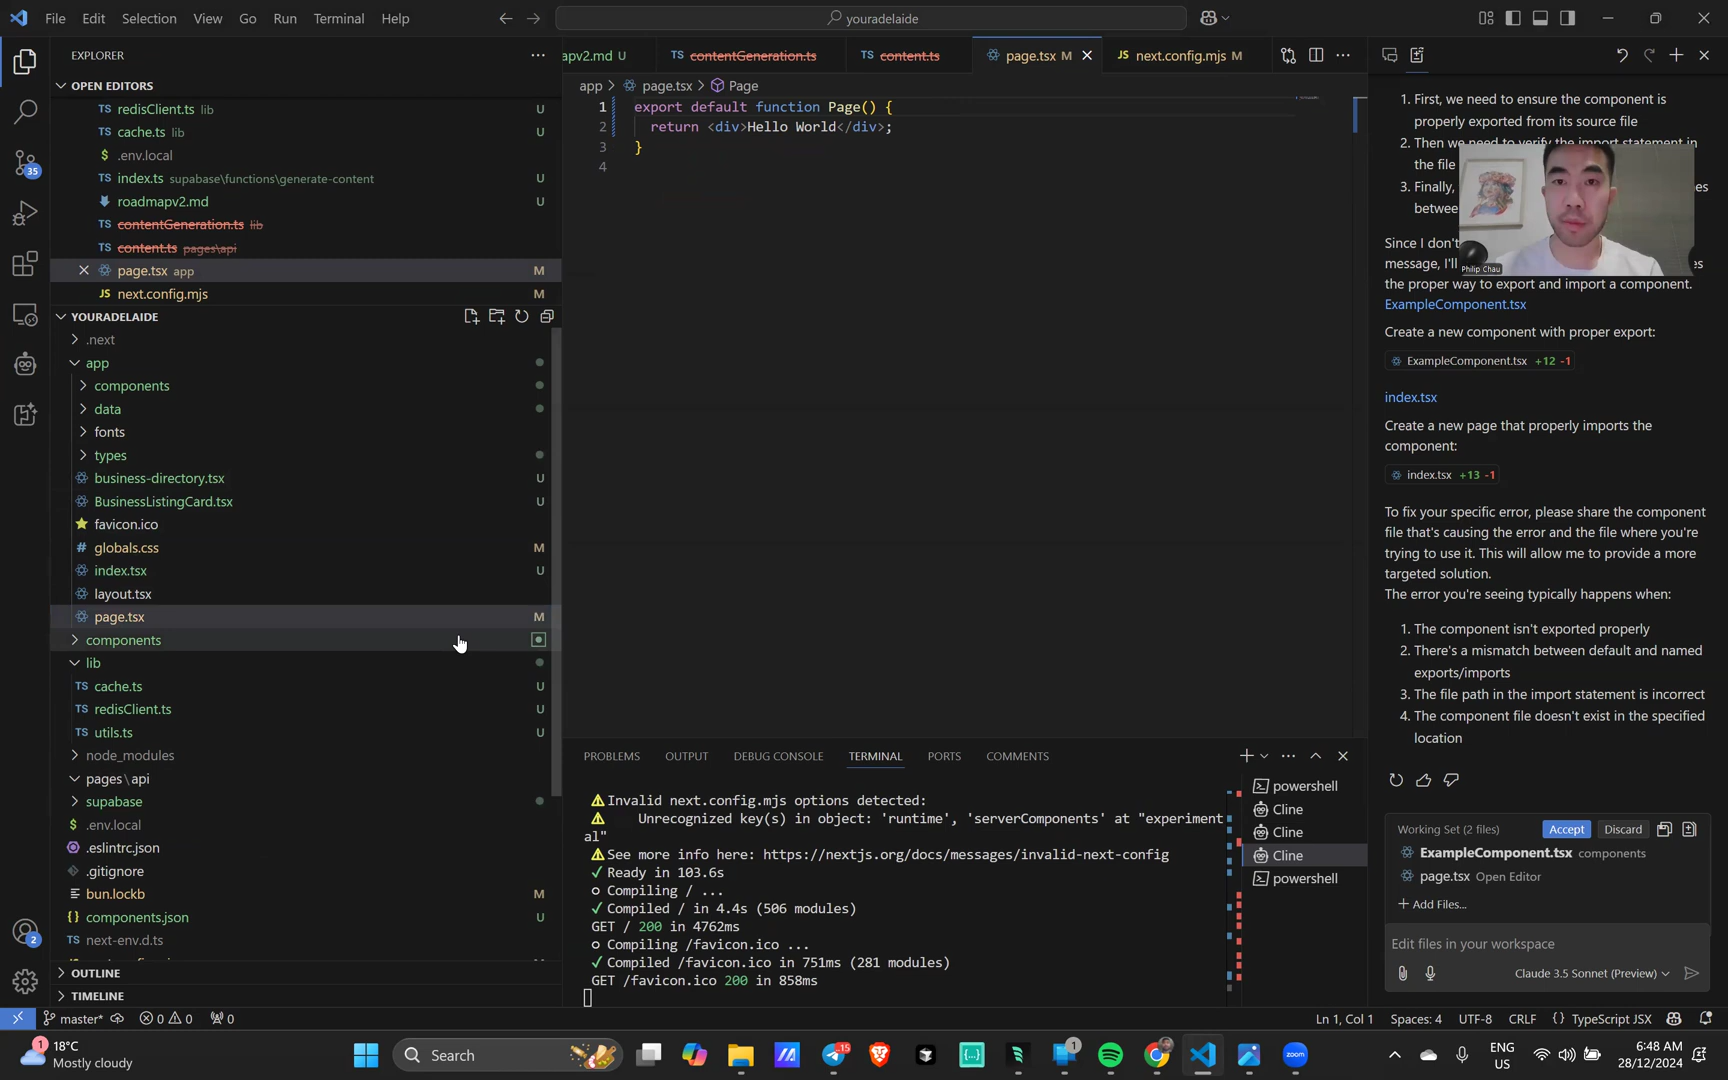 File Edit Selection View Go Run Terminal Help
youradelaide
EXPLORER
OPEN EDITORS
redisClient.ts lib U
cache.ts lib U
.env.local
index.ts supabase\functions\generate-content U
roadmapv2.md U
contentGeneration.ts lib
content.ts pages\api
page.tsx app M
next.config.mjs M
YOURADELAIDE
.next
app
components
data
fonts
types
business-directory.tsx U
BusinessListingCard.tsx U
favicon.ico
globals.css M
index.tsx U
layout.tsx
page.tsx M
components
lib
cache.ts U
redisClient.ts U
utils.ts U
node_modules
pages\api
supabase
.env.local
.eslintrc.json
.gitignore
bun.lockb M
components.json U
next-env.d.ts
OUTLINE
TIMELINE
35
2
apv2.md U
contentGeneration.ts
content.ts
page.tsx M
next.config.mjs M
app > page.tsx > Page
1 export default function Page() {
2 return <div>Hello World</div>;
3 }
4
PROBLEMS OUTPUT DEBUG CONSOLE TERMINAL PORTS COMMENTS
Invalid next.config.mjs options detected:
Unrecognized key(s) in object: 'runtime', 'serverComponents' at "experiment
al"
See more info here: https://nextjs.org/docs/messages/invalid-next-config
✓ Ready in 103.6s
○ Compiling / ...
✓ Compiled / in 4.4s (506 modules)
GET / 200 in 4762ms
○ Compiling /favicon.ico ...
✓ Compiled /favicon.ico in 751ms (281 modules)
GET /favicon.ico 200 in 858ms
powershell
Cline
Cline
Cline
powershell
1. First, we need to ensure the component is
properly exported from its source file
2. Then we need to verify the import statement in
the file
3. Finally, es
betwee
Since I don't
message, I'll es
the proper way to export and import a component.
Philip Chau
ExampleComponent.tsx
Create a new component with proper export:
ExampleComponent.tsx +12 -1
index.tsx
Create a new page that properly imports the
component:
index.tsx +13 -1
To fix your specific error, please share the component
file that's causing the error and the file where you're
trying to use it. This will allow me to provide a more
targeted solution.
The error you're seeing typically happens when:
1. The component isn't exported properly
2. There's a mismatch between default and named
exports/imports
3. The file path in the import statement is incorrect
4. The component file doesn't exist in the specified
location
Working Set (2 files) Accept Discard
ExampleComponent.tsx components
page.tsx Open Editor
+ Add Files...
Edit files in your workspace
Claude 3.5 Sonnet (Preview)
master* 0 0 0
Ln 1, Col 1 Spaces: 4 UTF-8 CRLF {} TypeScript JSX
1
18°C
Mostly cloudy
Search
15
1
ENG
US
6:48 AM
28/12/2024
zoom